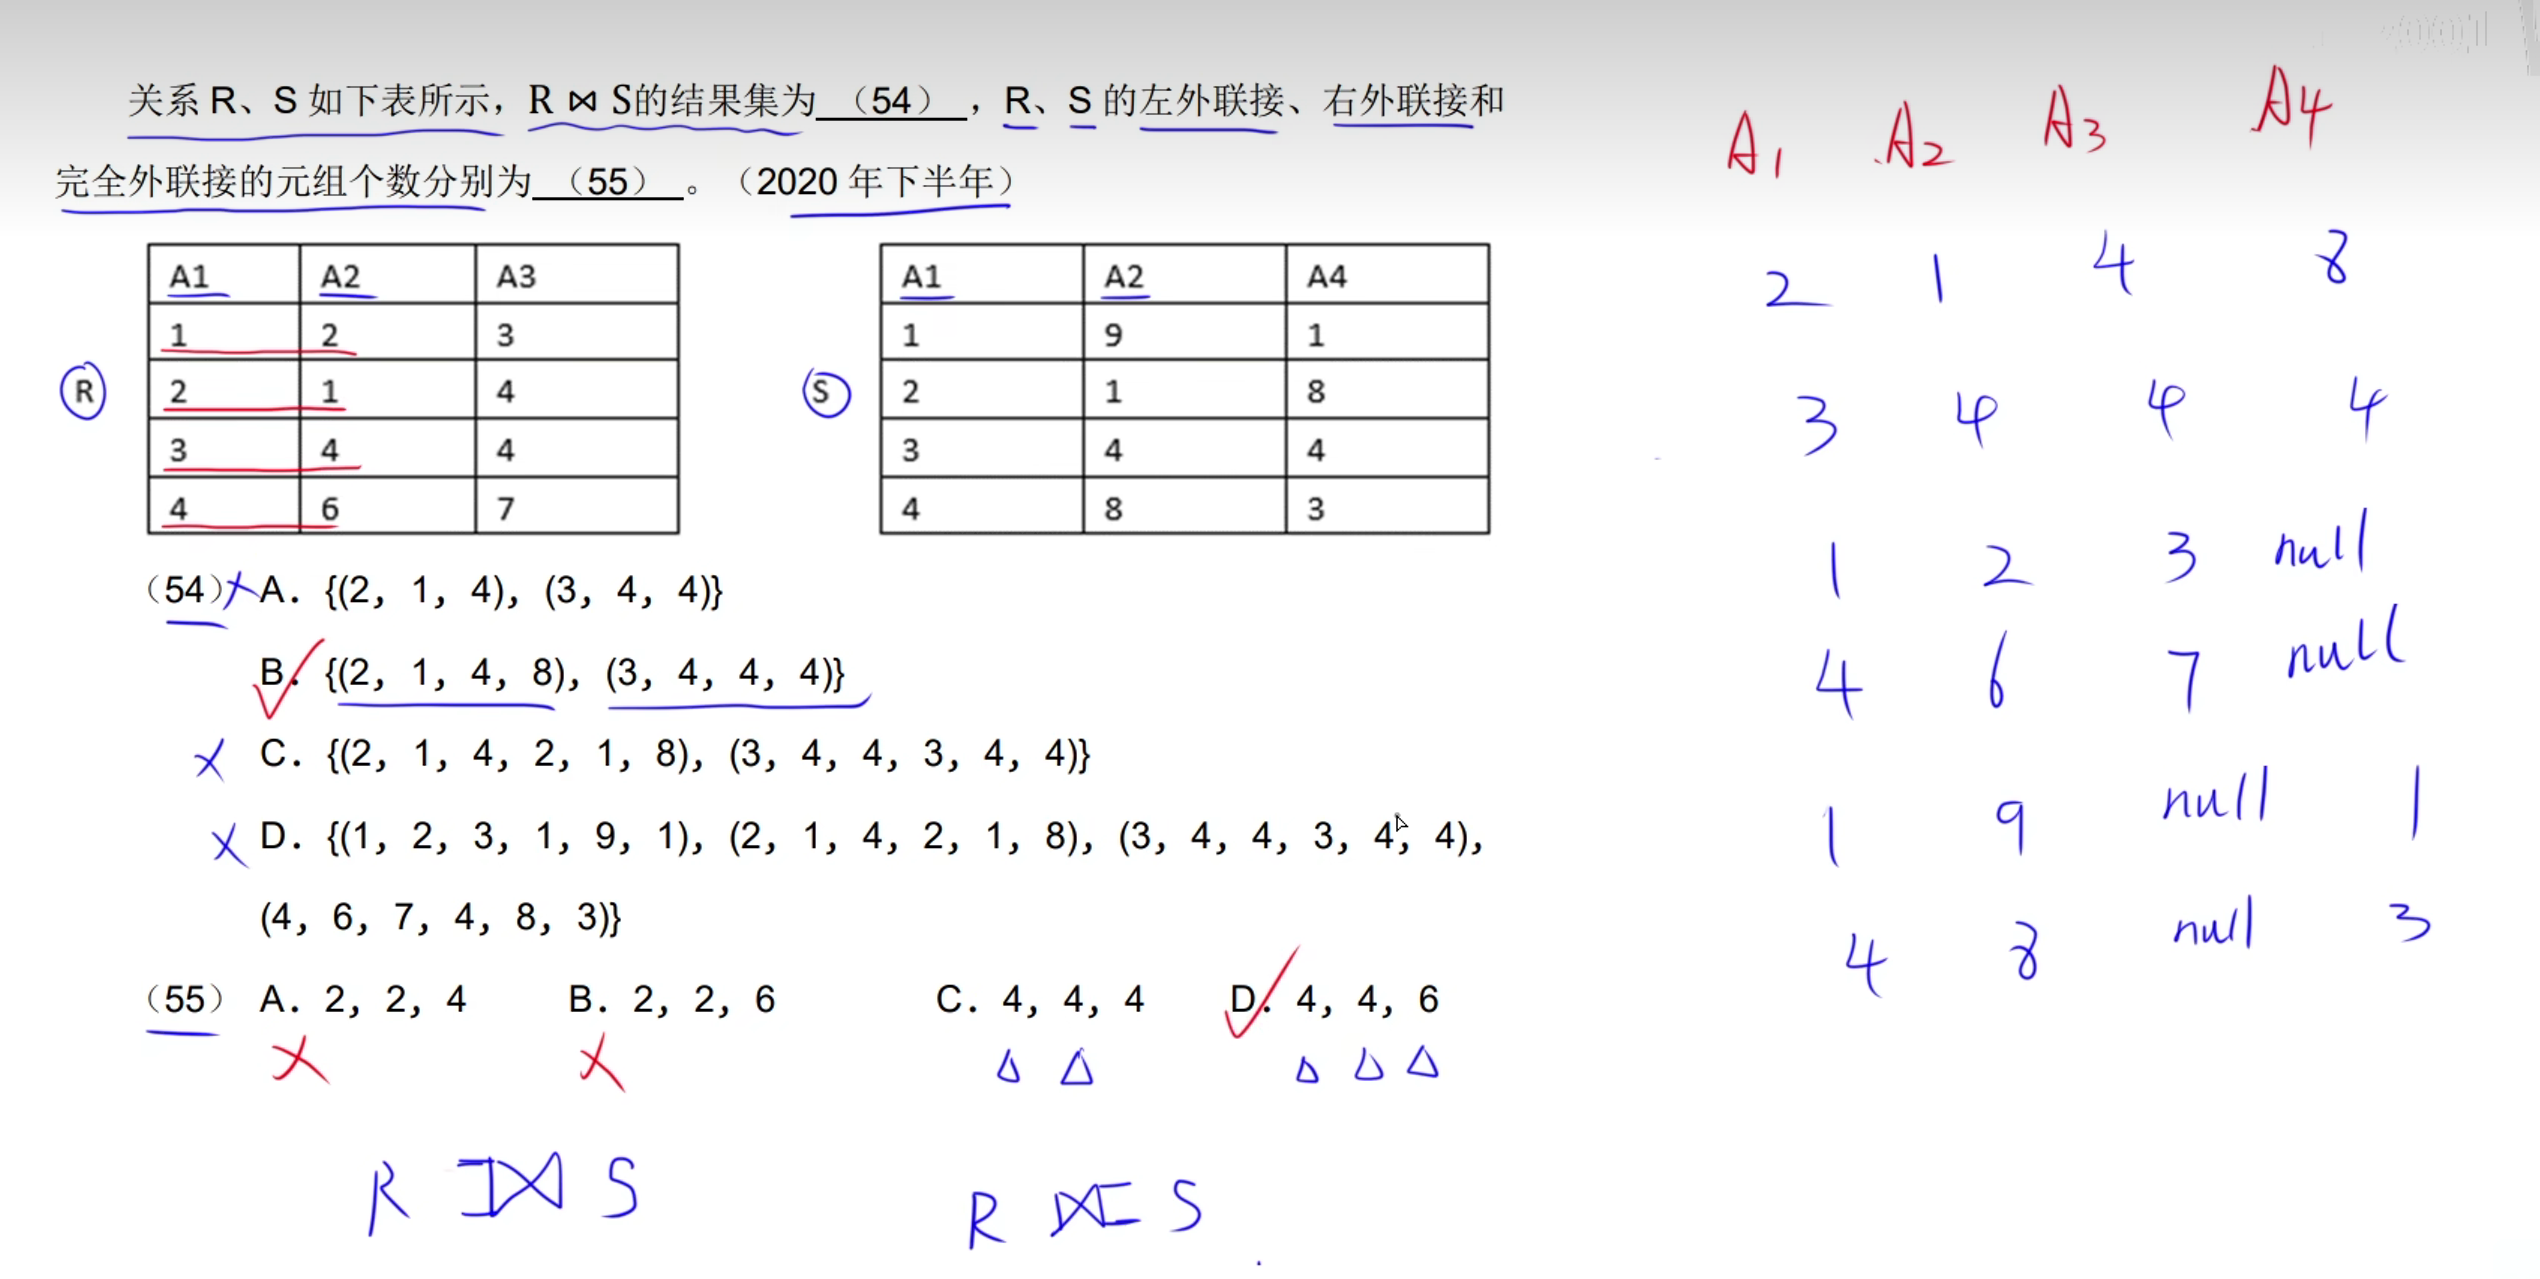 关系 R、S 如下表所示，R ⋈ S的结果集为 （54） ，R、S 的左外联接、右外联接和
完全外联接的元组个数分别为 （55） 。（2020 年下半年）
R
A1 A2 A3
1 2 3
2 1 4
3 4 4
4 6 7
S
A1 A2 A4
1 9 1
2 1 8
3 4 4
4 8 3
（54） A. {(2, 1, 4), (3, 4, 4)}
B. {(2, 1, 4, 8), (3, 4, 4, 4)}
C. {(2, 1, 4, 2, 1, 8), (3, 4, 4, 3, 4, 4)}
D. {(1, 2, 3, 1, 9, 1), (2, 1, 4, 2, 1, 8), (3, 4, 4, 3, 4, 4),
(4, 6, 7, 4, 8, 3)}
（55） A. 2, 2, 4 B. 2, 2, 6 C. 4, 4, 4 D. 4, 4, 6
R ⟕ S R ⟖ S
A1 A2 A3 A4
2 1 4 8
3 4 4 4
1 2 3 null
4 6 7 null
1 9 null 1
4 8 null 3